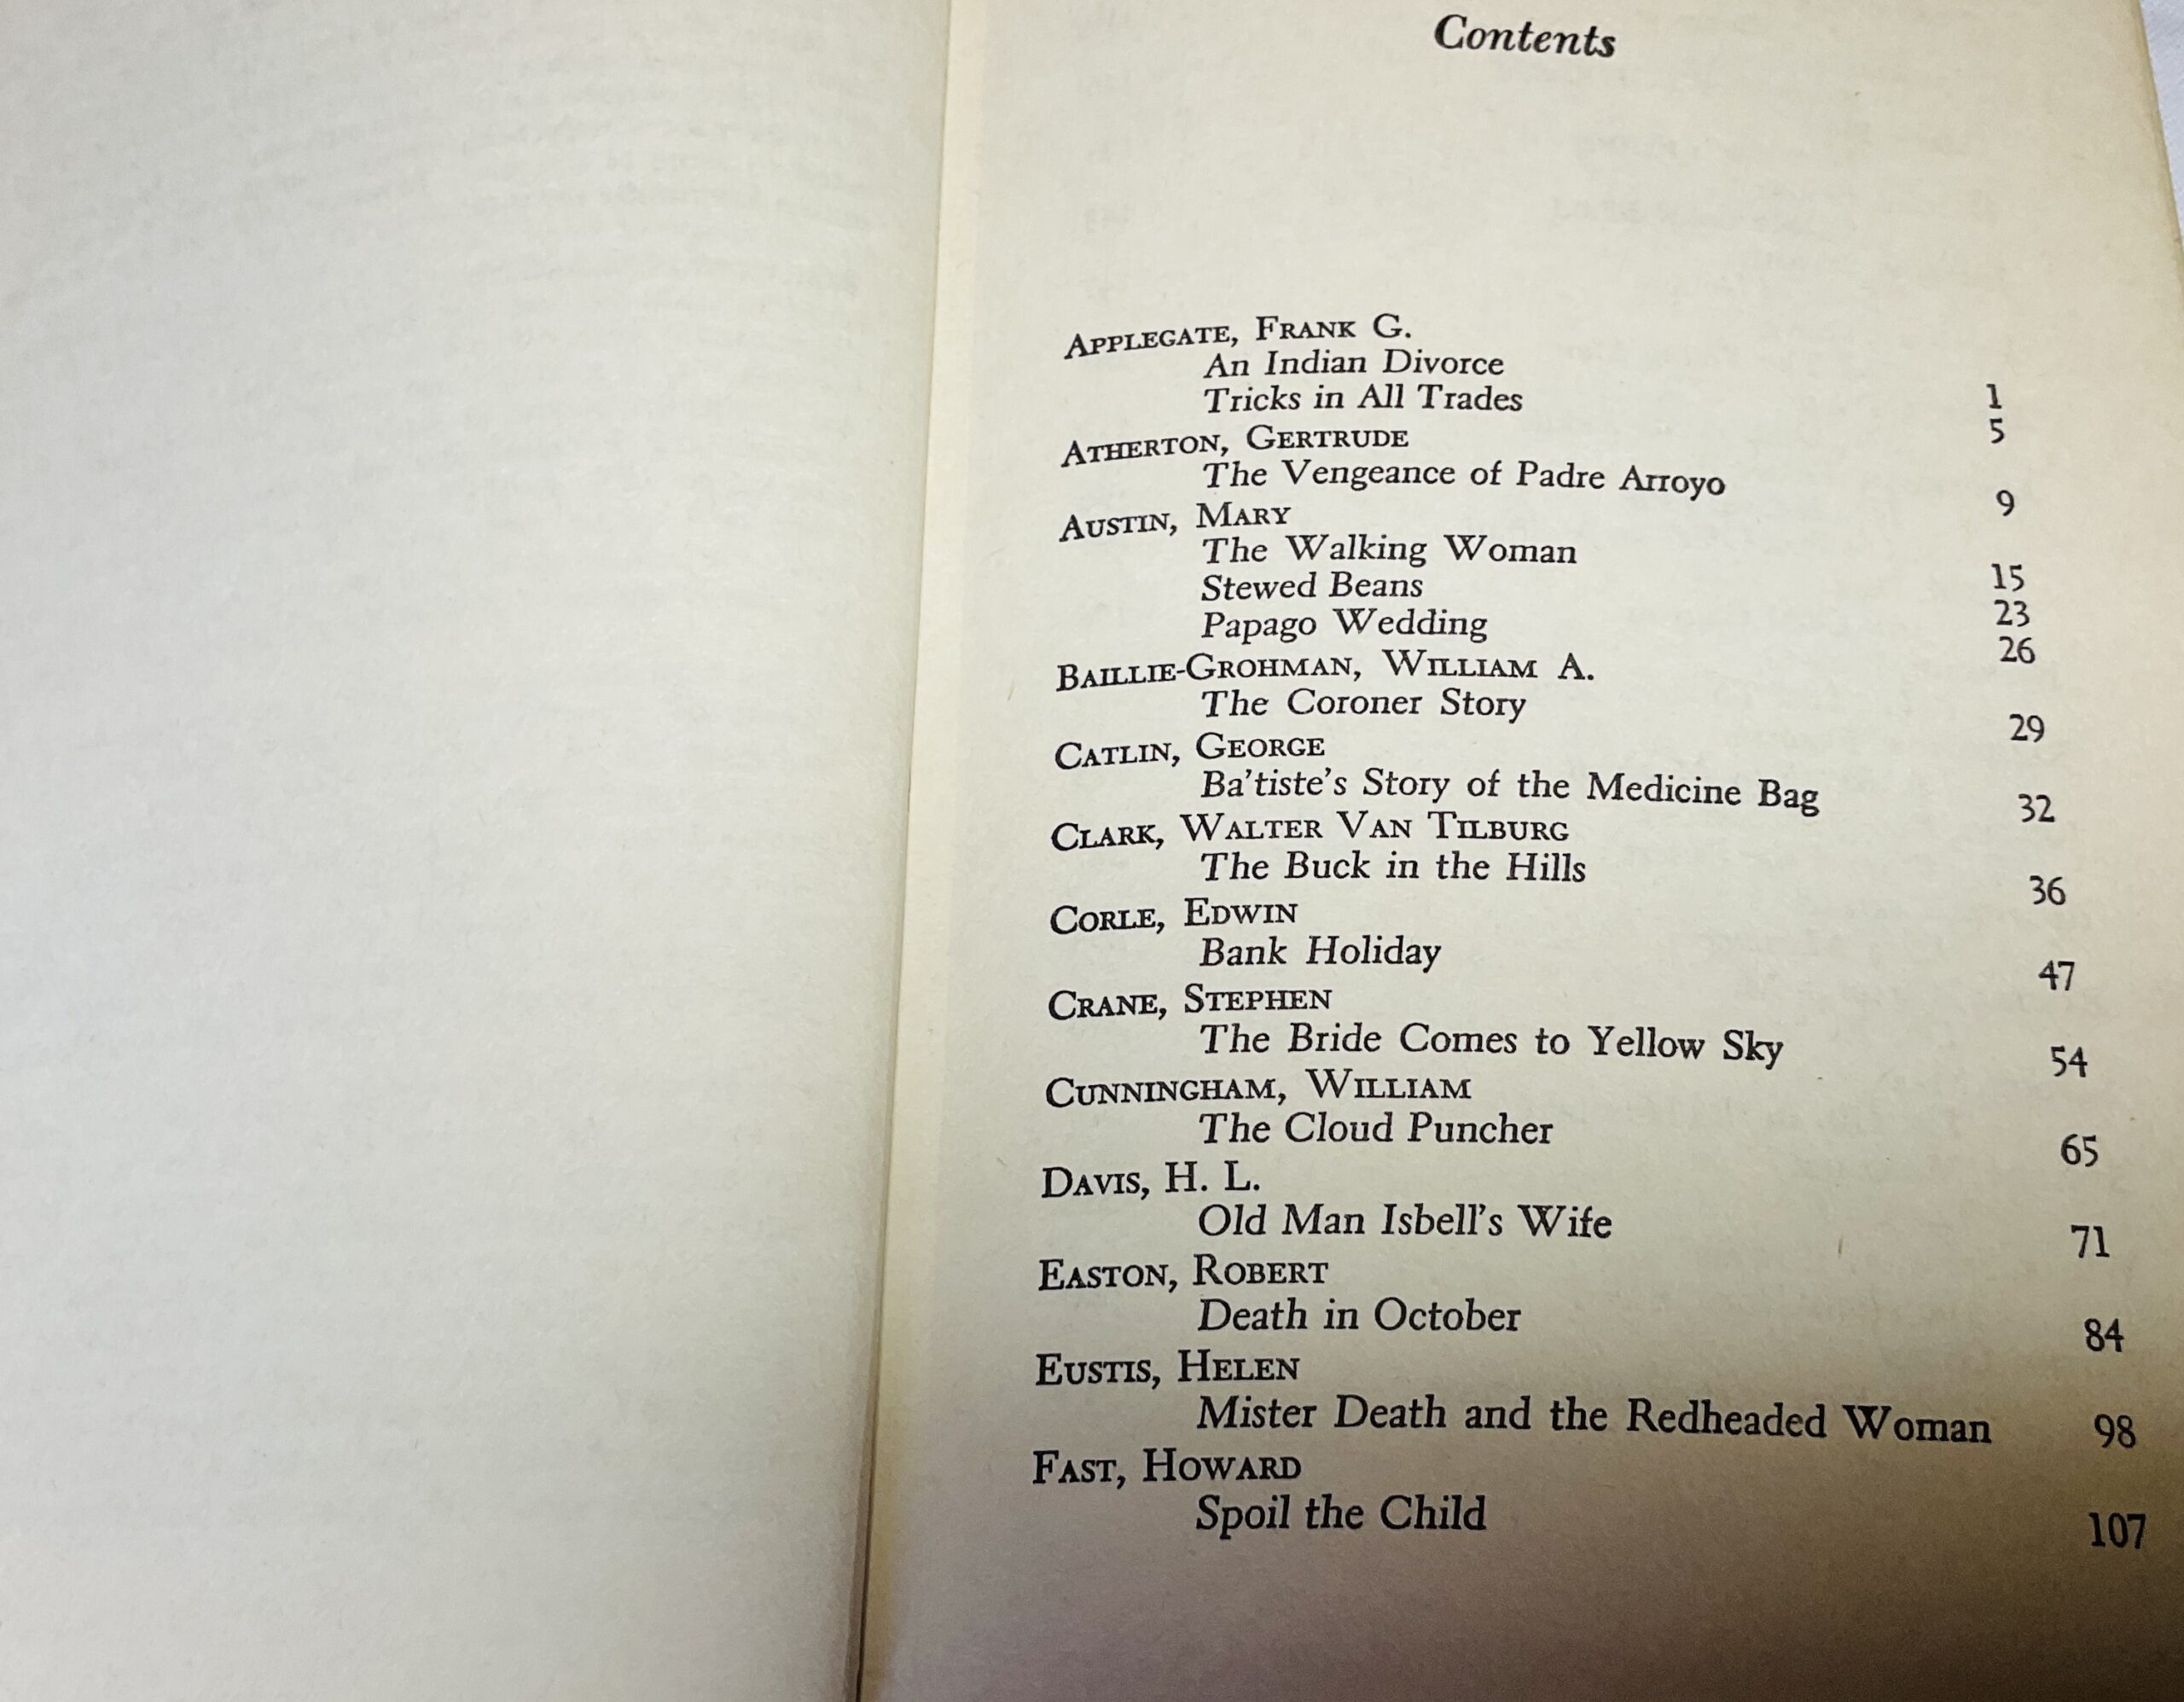 Contents
APPLEGATE, FRANK G.
An Indian Divorce 1
Tricks in All Trades 5
ATHERTON, GERTRUDE
The Vengeance of Padre Arroyo 9
AUSTIN, MARY
The Walking Woman 15
Stewed Beans 23
Papago Wedding 26
BAILLIE-GROHMAN, WILLIAM A.
The Coroner Story 29
CATLIN, GEORGE
Ba'tiste's Story of the Medicine Bag 32
CLARK, WALTER VAN TILBURG
The Buck in the Hills 36
CORLE, EDWIN
Bank Holiday 47
CRANE, STEPHEN
The Bride Comes to Yellow Sky 54
CUNNINGHAM, WILLIAM
The Cloud Puncher 65
DAVIS, H. L.
Old Man Isbell's Wife 71
EASTON, ROBERT
Death in October 84
EUSTIS, HELEN
Mister Death and the Redheaded Woman 98
FAST, HOWARD
Spoil the Child 107